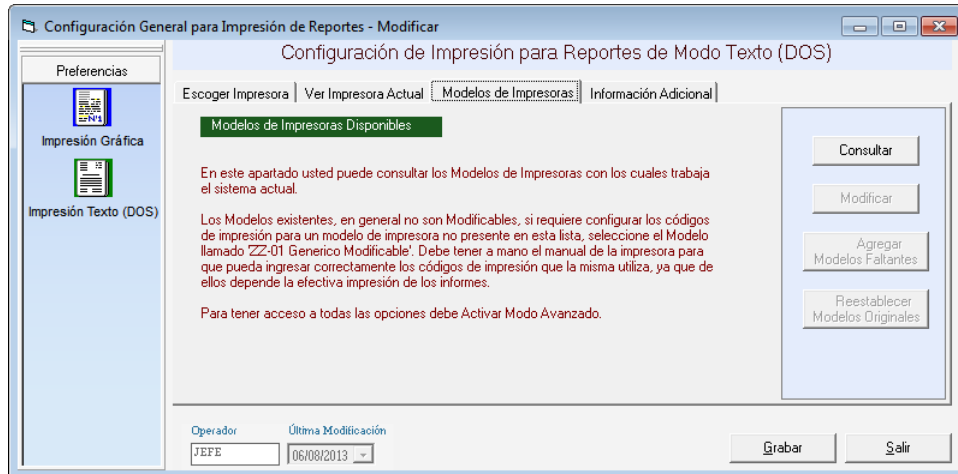 Configuración General para Impresión de Reportes - Modificar
Configuración de Impresión para Reportes de Modo Texto (DOS)
Preferencias
Nº1
Impresión Gráfica
Impresión Texto (DOS)
Escoger Impresora
Ver Impresora Actual
Modelos de Impresoras
Información Adicional
Modelos de Impresoras Disponibles
En este apartado usted puede consultar los Modelos de Impresoras con los cuales trabaja
el sistema actual.
Los Modelos existentes, en general no son Modificables, si requiere configurar los códigos
de impresión para un modelo de impresora no presente en esta lista, seleccione el Modelo
llamado 'ZZ-01 Generico Modificable'. Debe tener a mano el manual de la impresora para
que pueda ingresar correctamente los códigos de impresión que la misma utiliza, ya que de
ellos depende la efectiva impresión de los informes.
Para tener acceso a todas las opciones debe Activar Modo Avanzado.
Consultar
Modificar
Agregar
Modelos Faltantes
Reestablecer
Modelos Originales
Operador
JEFE
Última Modificación
06/08/2013
Grabar
Salir